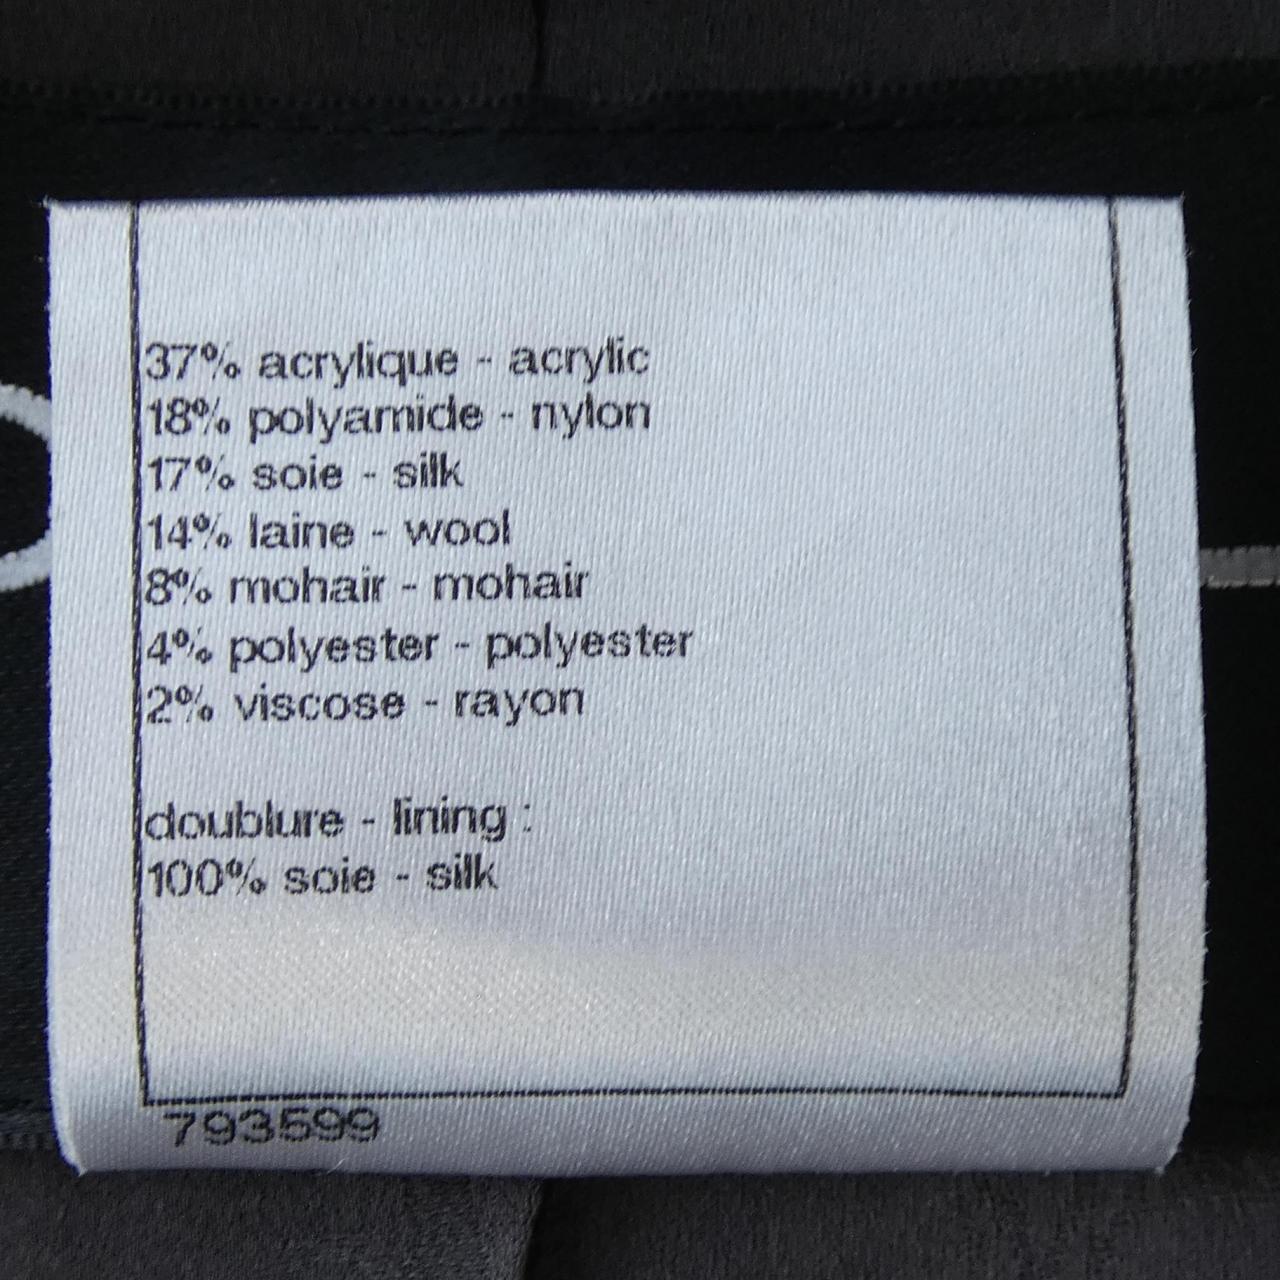 37% acrylique - acrylic
18% polyamide - nylon
17% soie - silk
14% laine - wool
8% mohair - mohair
4% polyester - polyester
2% viscose - rayon
doublure - lining :
100% soie - silk
793599